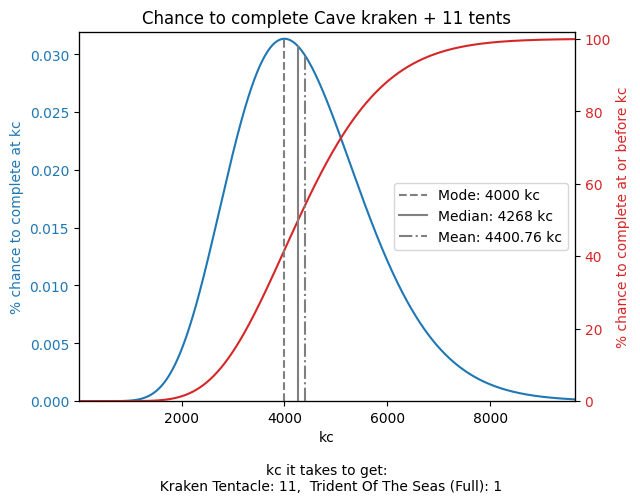 Chance to complete Cave kraken + 11 tents
% chance to complete at kc
0.030
0.025
0.020
0.015
0.010
0.005
0.000
Mode: 4000 kc
Median: 4268 kc
Mean: 4400.76 kc
100
80
60
40
20
0
% chance to complete at or before kc
2000 4000 6000 8000
kc
kc it takes to get:
Kraken Tentacle: 11,  Trident Of The Seas (Full): 1